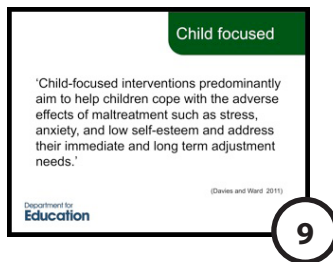 Child focused
‘Child-focused interventions predominantly
aim to help children cope with the adverse
effects of maltreatment such as stress,
anxiety, and low self-esteem and address
their immediate and long term adjustment
needs.’
(Davies and Ward 2011)
Department for
Education
9